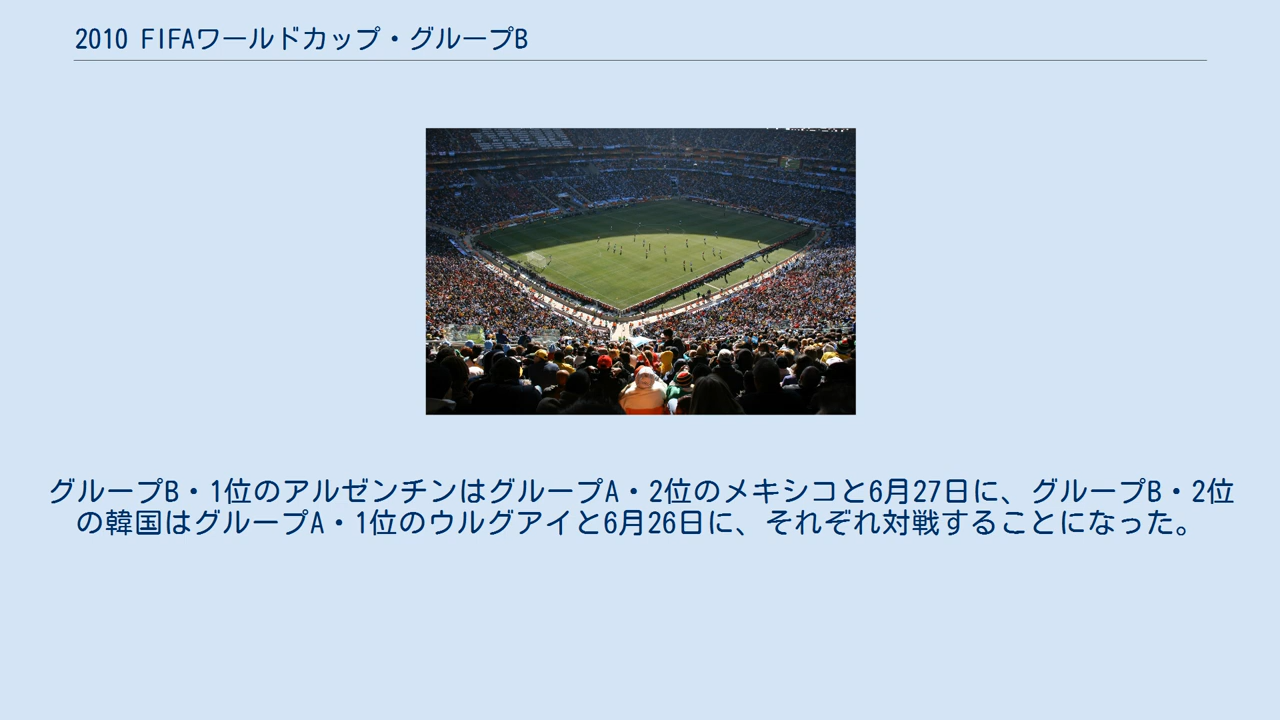 2010 FIFAワールドカップ・グループB
グループB・1位のアルゼンチンはグループA・2位のメキシコと6月27日に、グループB・2位
の韓国はグループA・1位のウルグアイと6月26日に、それぞれ対戦することになった。